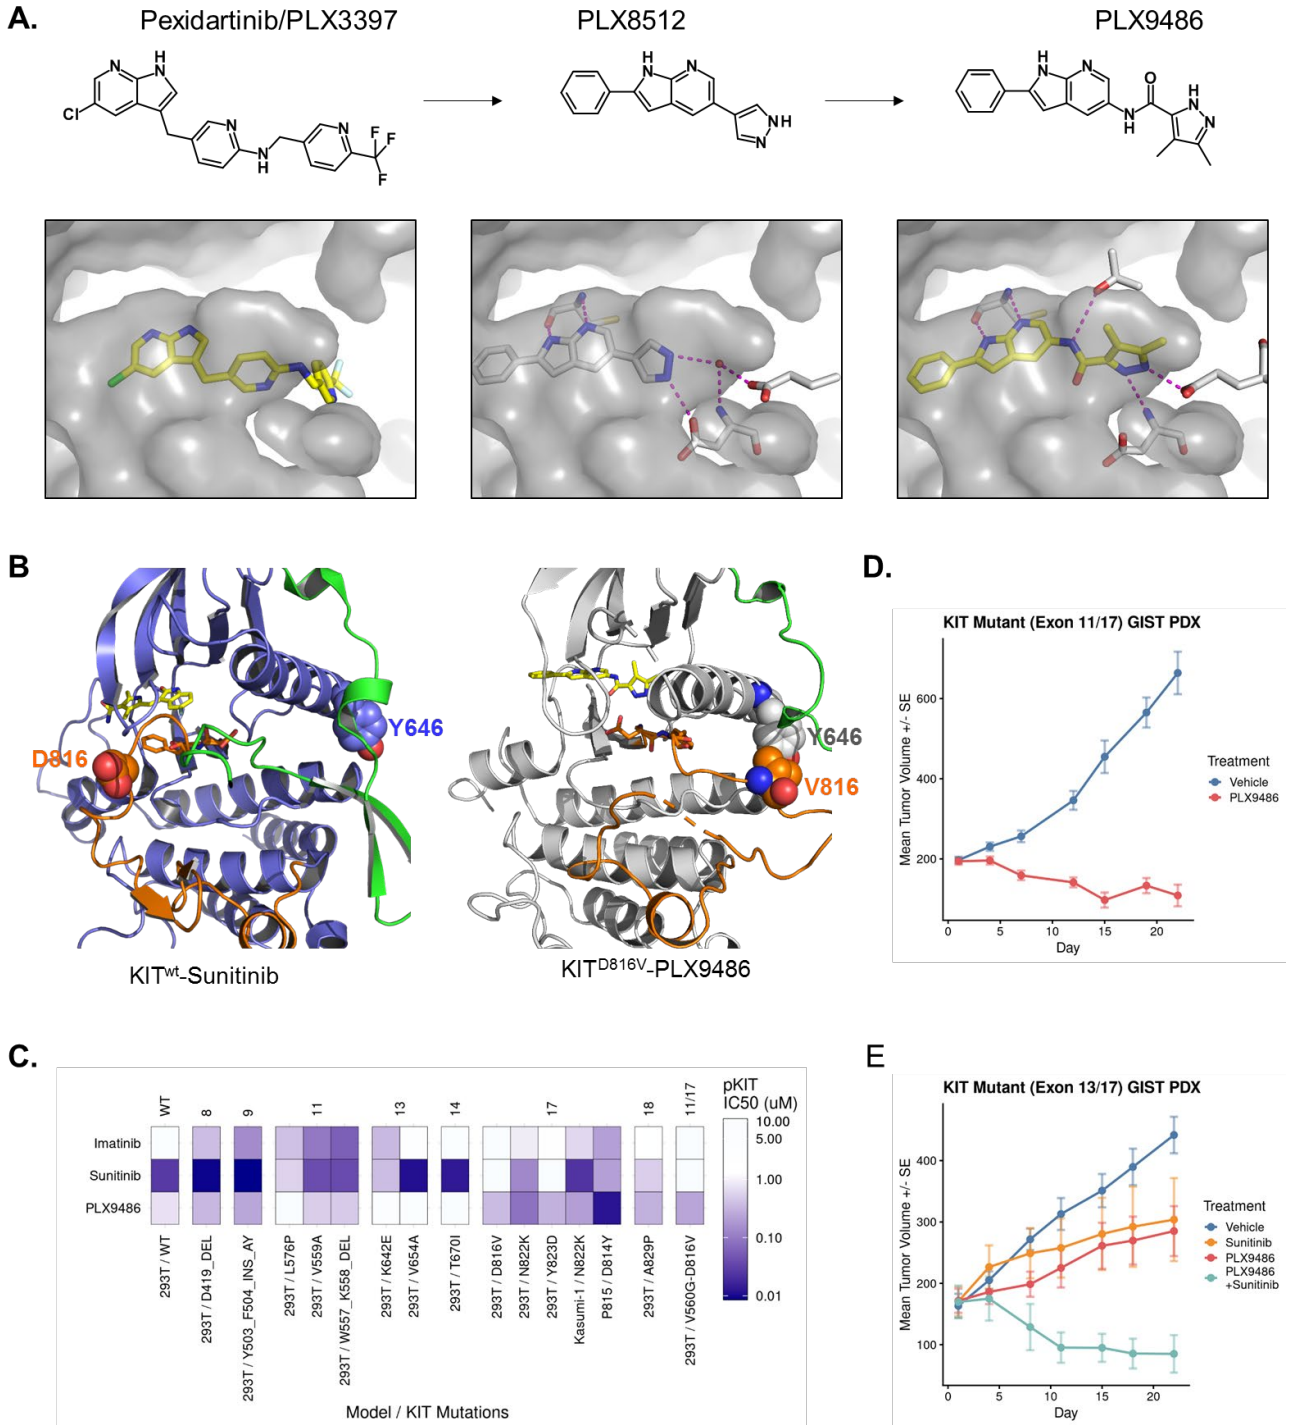 A.
Pexidartinib/PLX3397
PLX8512
PLX9486
N
H
N
Cl
N
N
H
N
F
F
F
H
N
N
NH
N
H
N
N
N
H
O
H
N
N
B
D816
Y646
Y646
V816
KITwt-Sunitinib
KITD816V-PLX9486
C.
WT
8
9
11
13
14
17
18
11/17
Imatinib
Sunitinib
PLX9486
293T / WT
293T / D419_DEL
293T / Y503_F504_INS_AY
293T / L576P
293T / V559A
293T / W557_K558_DEL
293T / K642E
293T / V654A
293T / T670I
293T / D816V
293T / N822K
293T / Y823D
Kasumi-1 / N822K
P815 / D814Y
293T / A829P
293T / V560G-D816V
Model / KIT Mutations
pKIT
IC50 (uM)
10.00
5.00
1.00
0.10
0.01
D.
KIT Mutant (Exon 11/17) GIST PDX
Mean Tumor Volume +/- SE
600
400
200
0
5
10
15
20
Day
Treatment
Vehicle
PLX9486
E
KIT Mutant (Exon 13/17) GIST PDX
Mean Tumor Volume +/- SE
400
300
200
100
0
5
10
15
20
Day
Treatment
Vehicle
Sunitinib
PLX9486
PLX9486
+Sunitinib